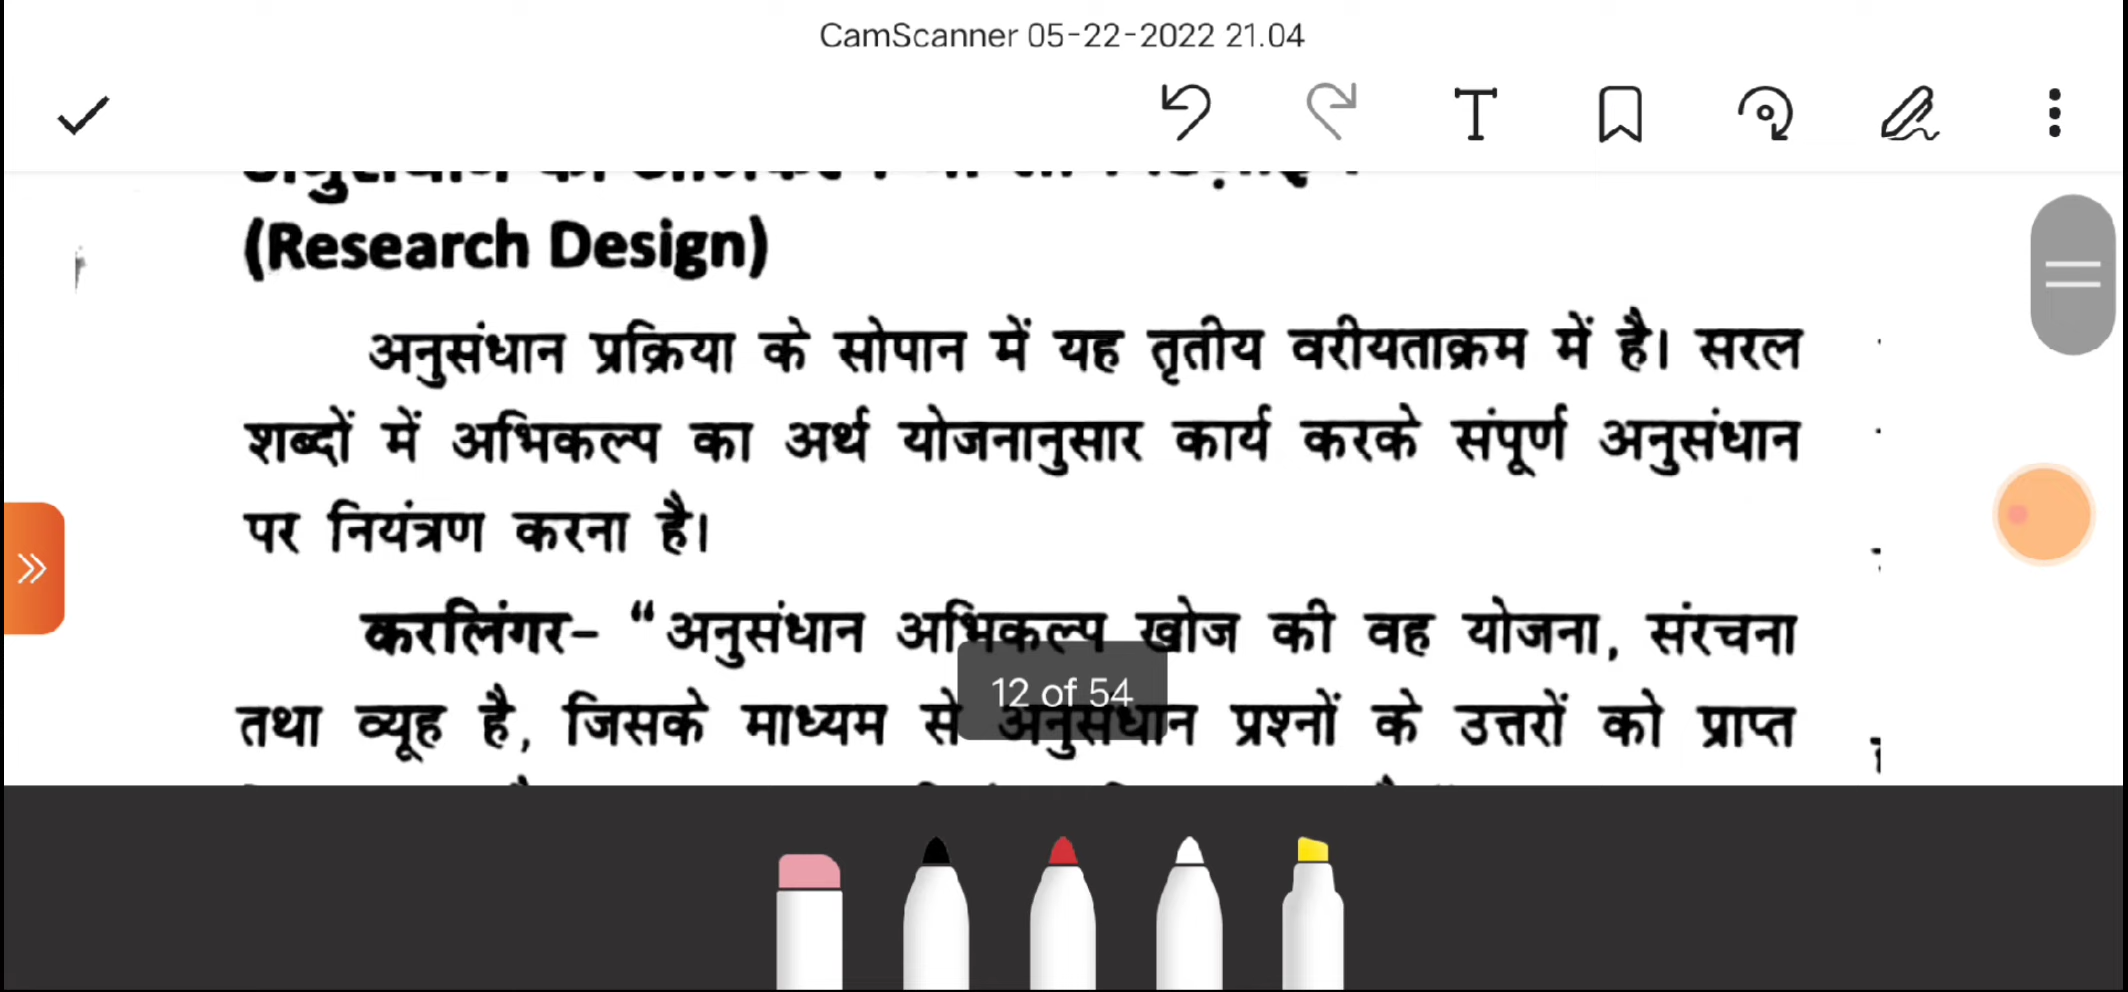 CamScanner 05-22-2022 21.04
(Research Design)
अनुसंधान प्रक्रिया के सोपान में यह तृतीय वरीयताक्रम में है। सरल
शब्दों में अभिकल्प का अर्थ योजनानुसार कार्य करके संपूर्ण अनुसंधान
पर नियंत्रण करना है।
करलिंगर– “अनुसंधान अभिकल्प खोज की वह योजना, संरचना
12 of 54
तथा व्यूह है, जिसके माध्यम से अनुसंधान प्रश्नों के उत्तरों को प्राप्त